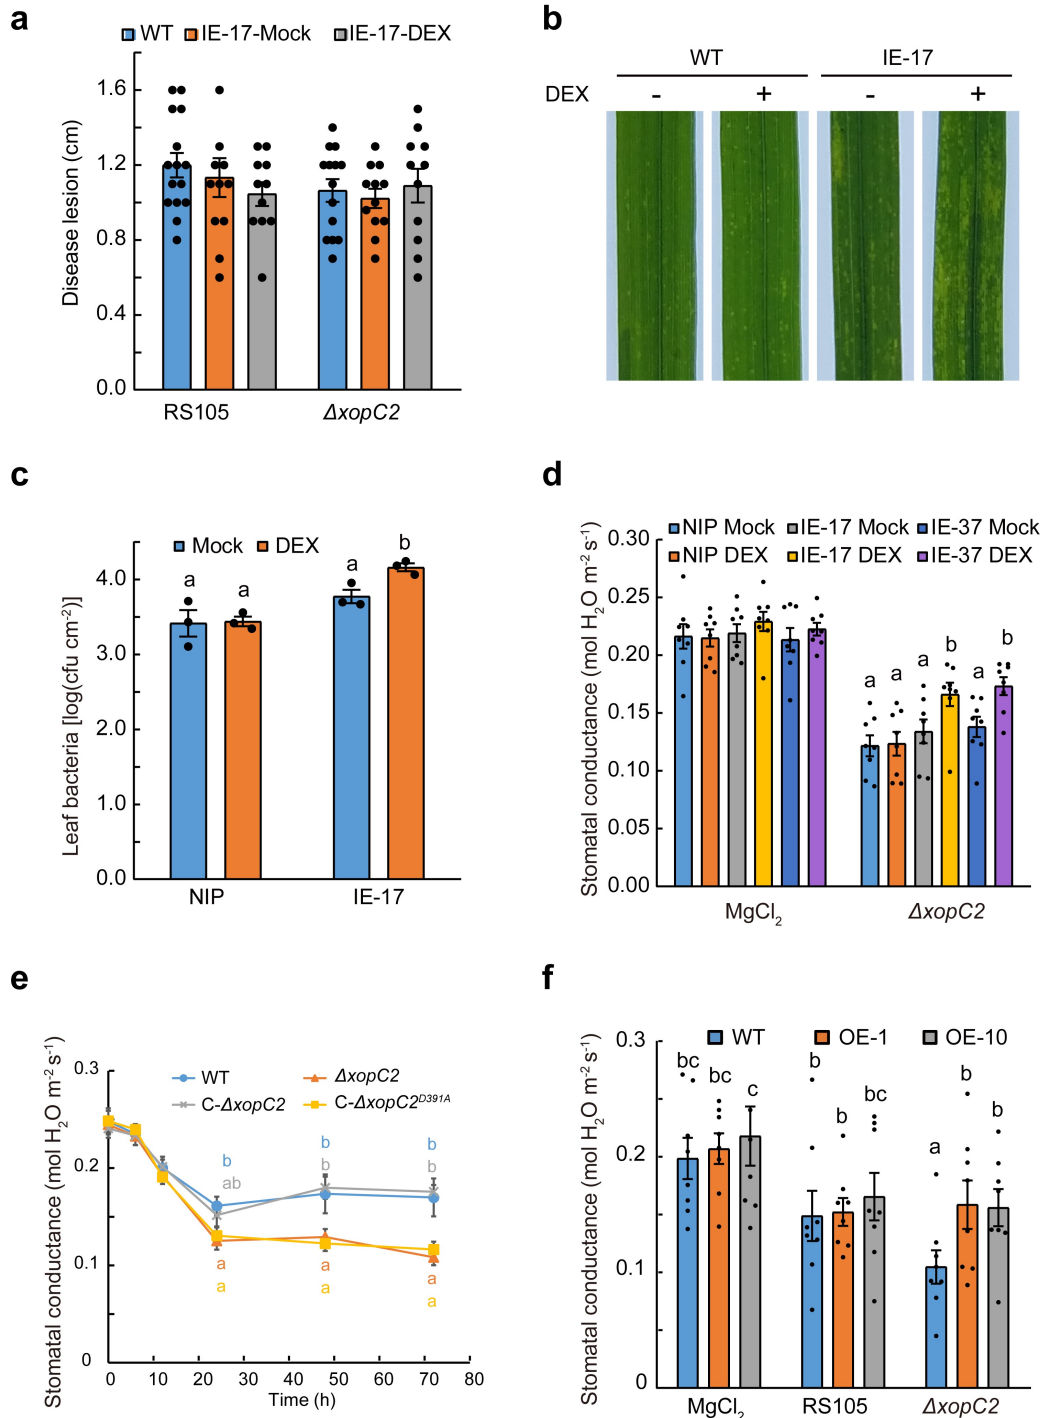 a
WT IE-17-Mock IE-17-DEX
Disease lesion (cm)
1.6
1.2
0.8
0.4
0.0
RS105 ΔxopC2
b
WT IE-17
DEX - + - +
c
Mock DEX
Leaf bacteria [log(cfu cm⁻²)]
4.0
3.0
2.0
1.0
0.0
a a a b
NIP IE-17
d
NIP Mock IE-17 Mock IE-37 Mock
NIP DEX IE-17 DEX IE-37 DEX
Stomatal conductance (mol H₂O m⁻² s⁻¹)
0.30
0.25
0.20
0.15
0.10
0.05
0.00
a a a b a b
MgCl₂ ΔxopC2
e
WT ΔxopC2
C-ΔxopC2 C-ΔxopC2ᴰ³⁹¹ᴬ
Stomatal conductance (mol H₂O m⁻² s⁻¹)
0.3
0.2
0.1
0
b b b
ab b b
a a a
a a a
0 10 20 30 40 50 60 70 80
Time (h)
f
WT OE-1 OE-10
Stomatal conductance (mol H₂O m⁻² s⁻¹)
0.3
0.2
0.1
0
bc bc c b b bc a b b
MgCl₂ RS105 ΔxopC2